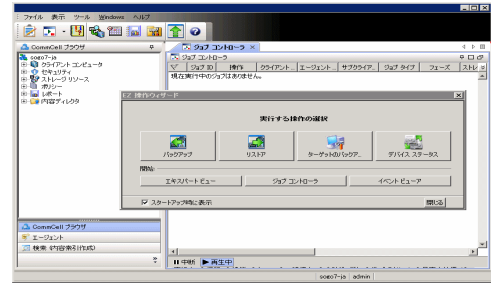 ファイル 表示 ツール Windows ヘルプ
CommCell ブラウザ
ジョブ コントローラ
sogo7-ja
クライアント コンピュータ
セキュリティ
ストレージ リソース
ポリシー
レポート
内容ディレクタ
ジョブ コントローラ
ジョブ ID 操作 クライアント... エージェント... サブクライア... ジョブ タイプ フェーズ ストレ
現在実行中のジョブはありません。
EZ 操作ウィザード
実行する操作の選択
バックアップ リストア ターゲットのバックア... デバイス ステータス
開始:
エキスパート ビュー ジョブ コントローラ イベント ビューア
スタートアップ時に表示 閉じる
CommCell ブラウザ
エージェント
検索 (内容索引作成)
中断 再生中
sogo7-ja admin